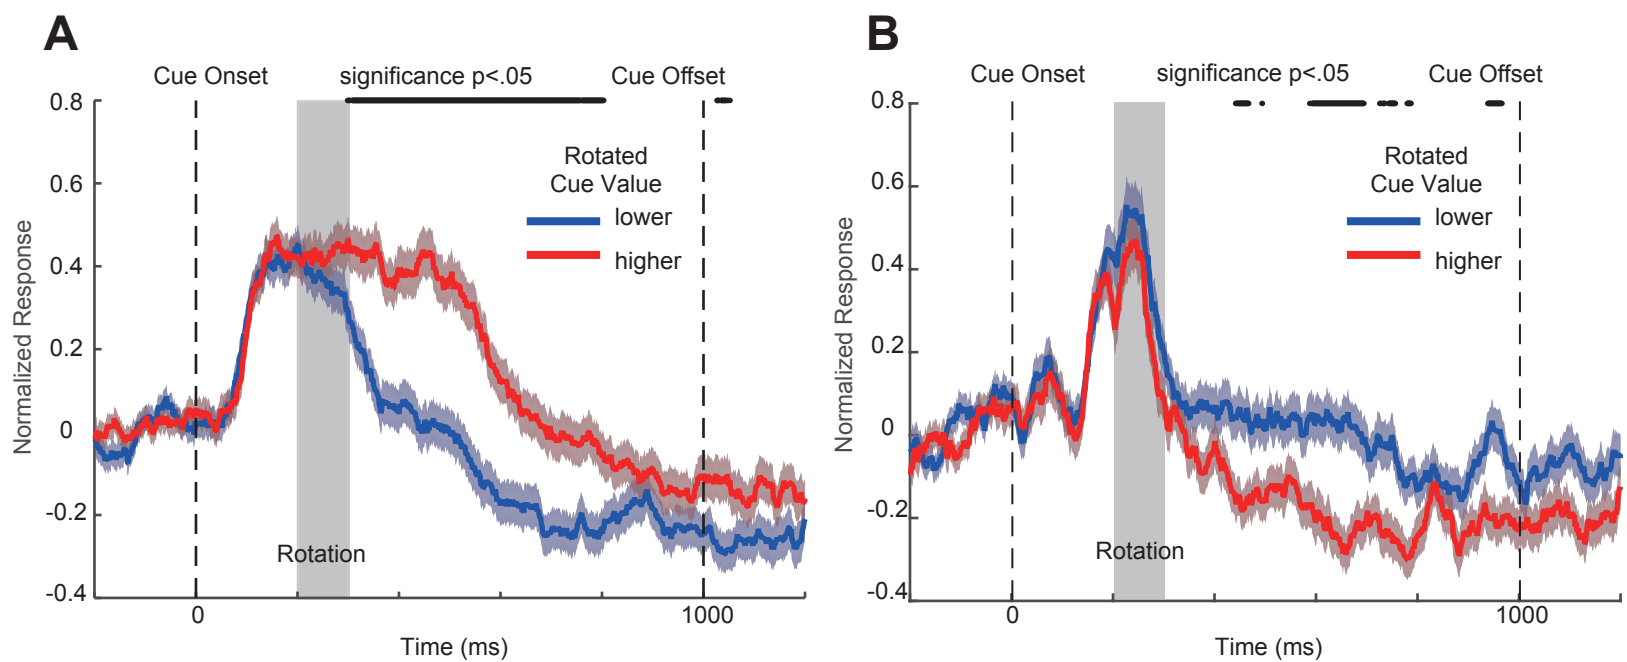 A
B
Cue Onset
significance p<.05
Cue Offset
0.8
0.6
0.4
0.2
0
-0.2
-0.4
Normalized Response
Rotated
Cue Value
lower
higher
Rotation
0
1000
Time (ms)
Cue Onset
significance p<.05
Cue Offset
0.8
0.6
0.4
0.2
0
-0.2
-0.4
Normalized Response
Rotated
Cue Value
lower
higher
Rotation
0
1000
Time (ms)